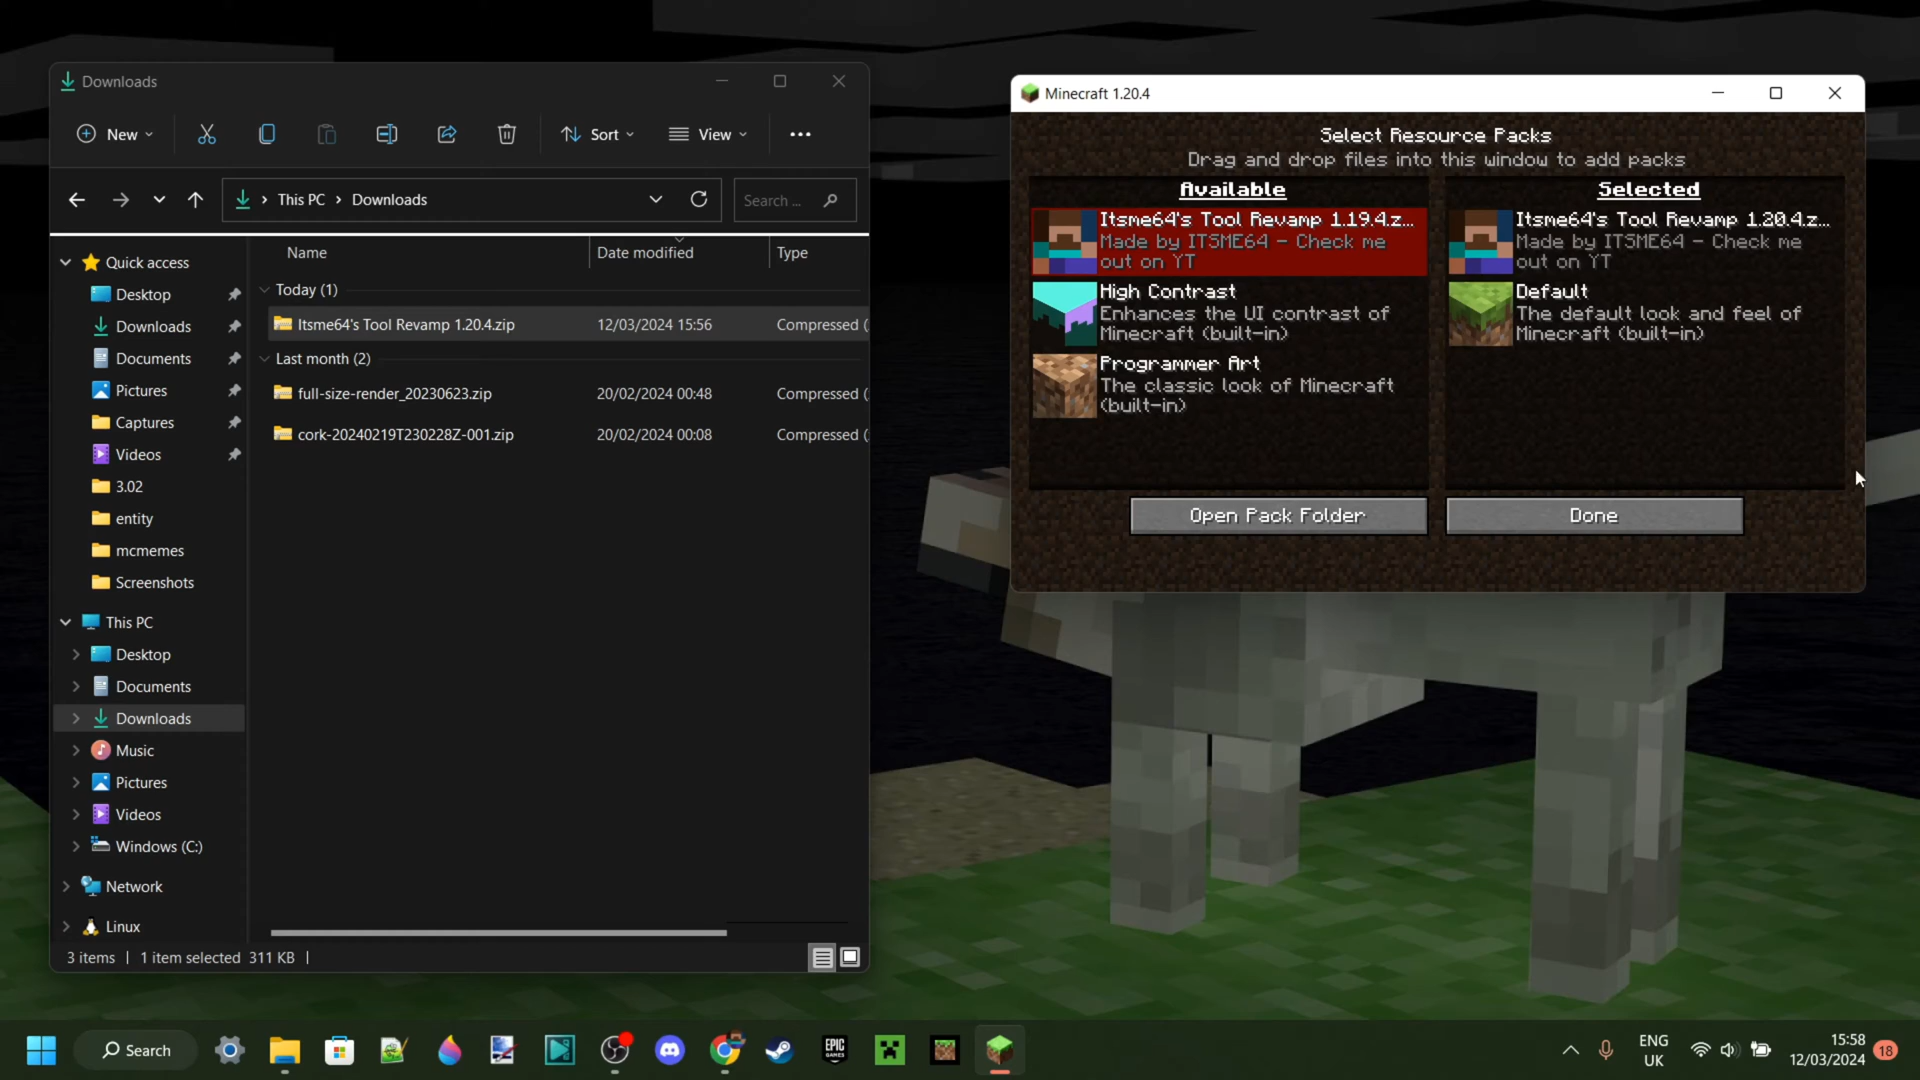 Downloads
New
Sort
View
This PC
Downloads
Search ...
Name
Date modified
Type
Quick access
Desktop
Downloads
Documents
Pictures
Captures
Videos
3.02
entity
mcmemes
Screenshots
This PC
Desktop
Documents
Downloads
Music
Pictures
Videos
Windows (C:)
Network
Linux
Today (1)
Itsme64's Tool Revamp 1.20.4.zip 12/03/2024 15:56 Compressed (
Last month (2)
full-size-render_20230623.zip 20/02/2024 00:48 Compressed (
cork-20240219T230228Z-001.zip 20/02/2024 00:08 Compressed (
3 items | 1 item selected 311 KB |
Minecraft 1.20.4
Select Resource Packs
Drag and drop files into this window to add packs
Available
Itsme64's Tool Revamp 1.19.4.z...
Made by ITSME64 - Check me
out on YT
High Contrast
Enhances the UI contrast of
Minecraft (built-in)
Programmer Art
The classic look of Minecraft
(built-in)
Selected
Itsme64's Tool Revamp 1.20.4.z...
Made by ITSME64 - Check me
out on YT
Default
The default look and feel of
Minecraft (built-in)
Open Pack Folder
Done
Search
EPIC
GAMES
ENG
UK
15:58
12/03/2024
18